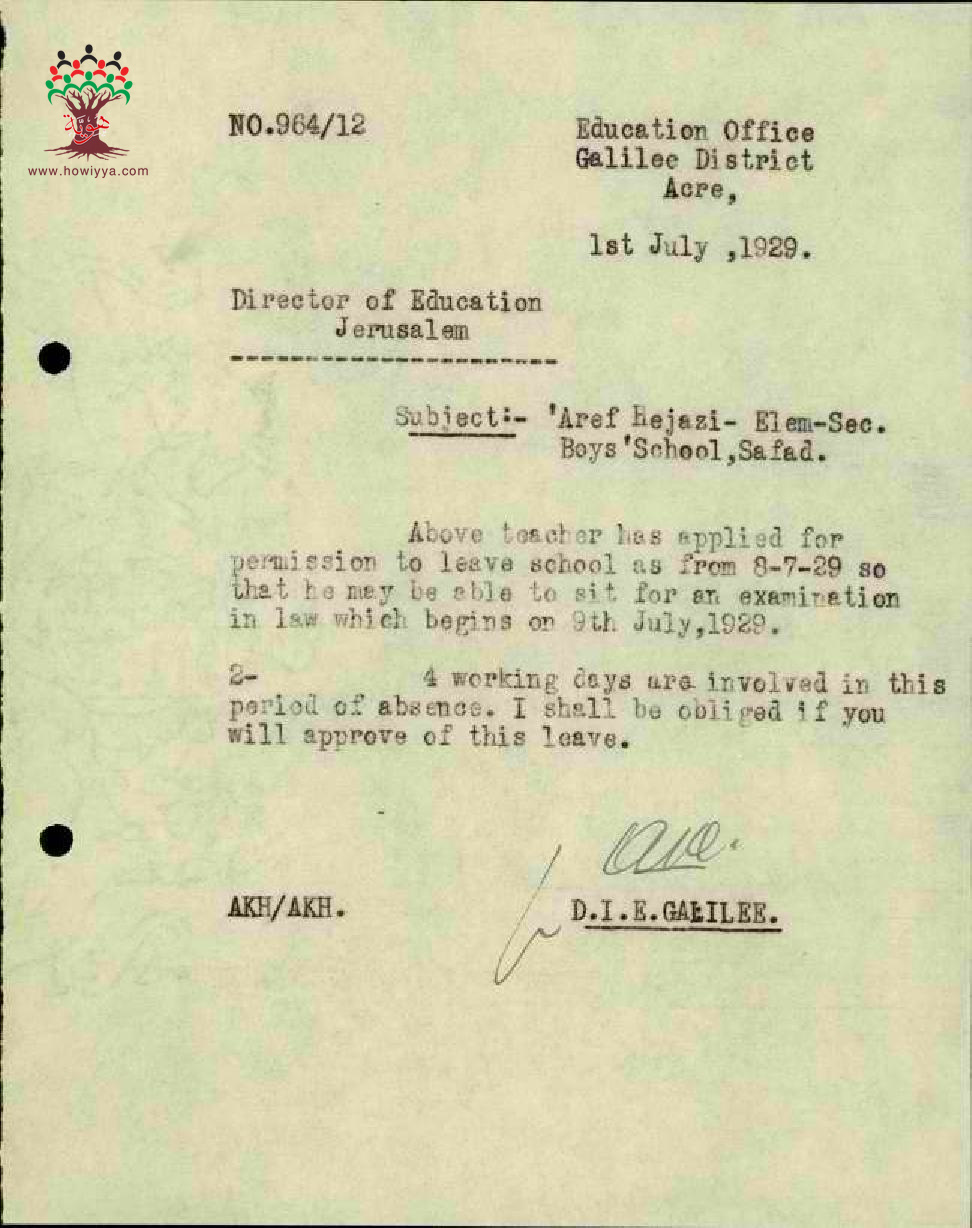 هوية
www.howiyya.com
NO.964/12
Education Office
Galilee District
Acre,
1st July ,1929.
Director of Education
Jerusalem
Subject:- 'Aref Hejazi- Elem-Sec.
Boys'School,Safad.
Above teacher has applied for
permission to leave school as from 8-7-29 so
that he may be able to sit for an examination
in law which begins on 9th July,1929.
2- 4 working days are involved in this
period of absence. I shall be obliged if you
will approve of this leave.
AKH/AKH.
D.I.E.GALILEE.